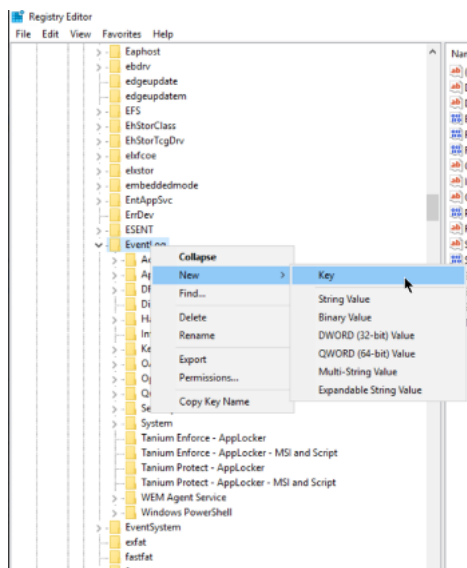 Registry Editor
File Edit View Favorites Help
Eaphost
ebdrv
edgeupdate
edgeupdatem
EFS
EhStorClass
EhStorTcgDrv
elxfcoe
elxstor
embeddedmode
EntAppSvc
ErrDev
ESENT
EventLog
Collapse
New
Find...
Delete
Rename
Export
Permissions...
Copy Key Name
Key
String Value
Binary Value
DWORD (32-bit) Value
QWORD (64-bit) Value
Multi-String Value
Expandable String Value
System
Tanium Enforce - AppLocker
Tanium Enforce - AppLocker - MSI and Script
Tanium Protect - AppLocker
Tanium Protect - AppLocker - MSI and Script
WEM Agent Service
Windows PowerShell
EventSystem
exfat
fastfat